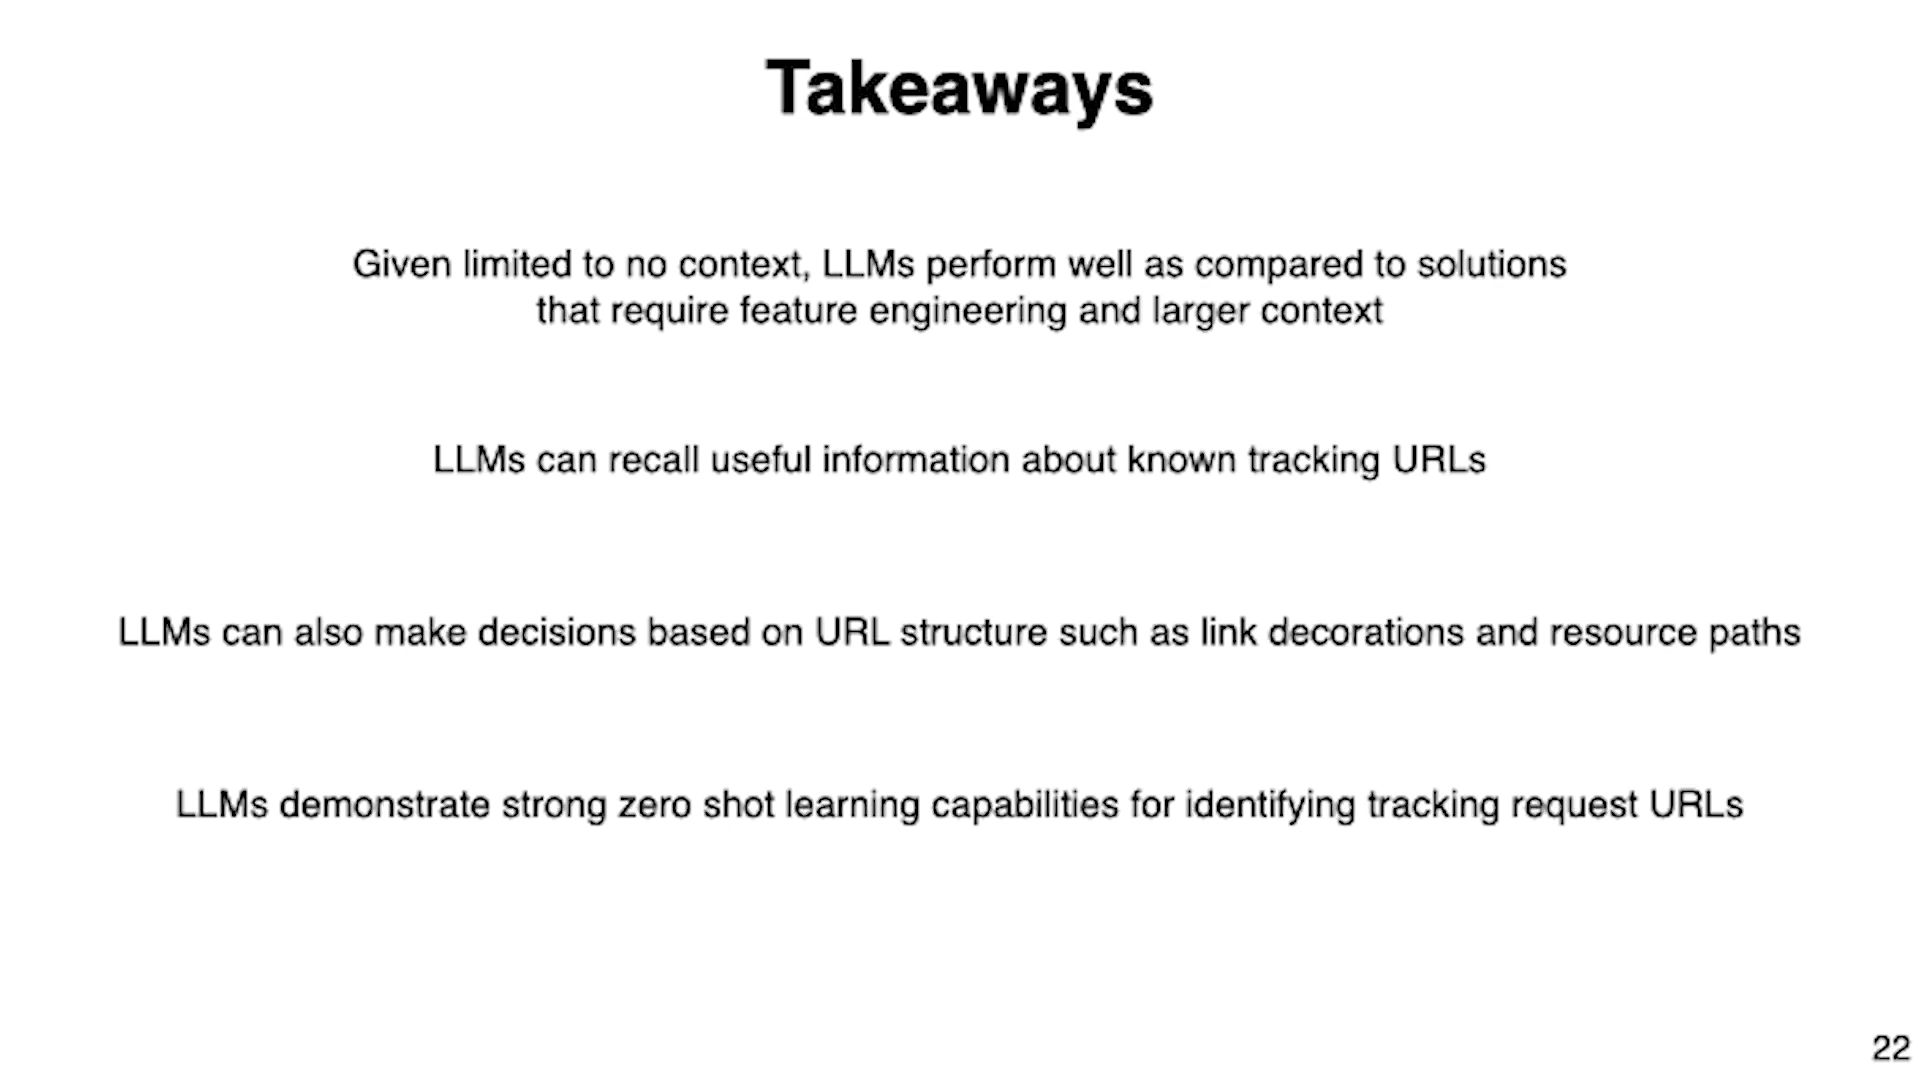 Takeaways
Given limited to no context, LLMs perform well as compared to solutions
that require feature engineering and larger context
LLMs can recall useful information about known tracking URLs
LLMs can also make decisions based on URL structure such as link decorations and resource paths
LLMs demonstrate strong zero shot learning capabilities for identifying tracking request URLs
22